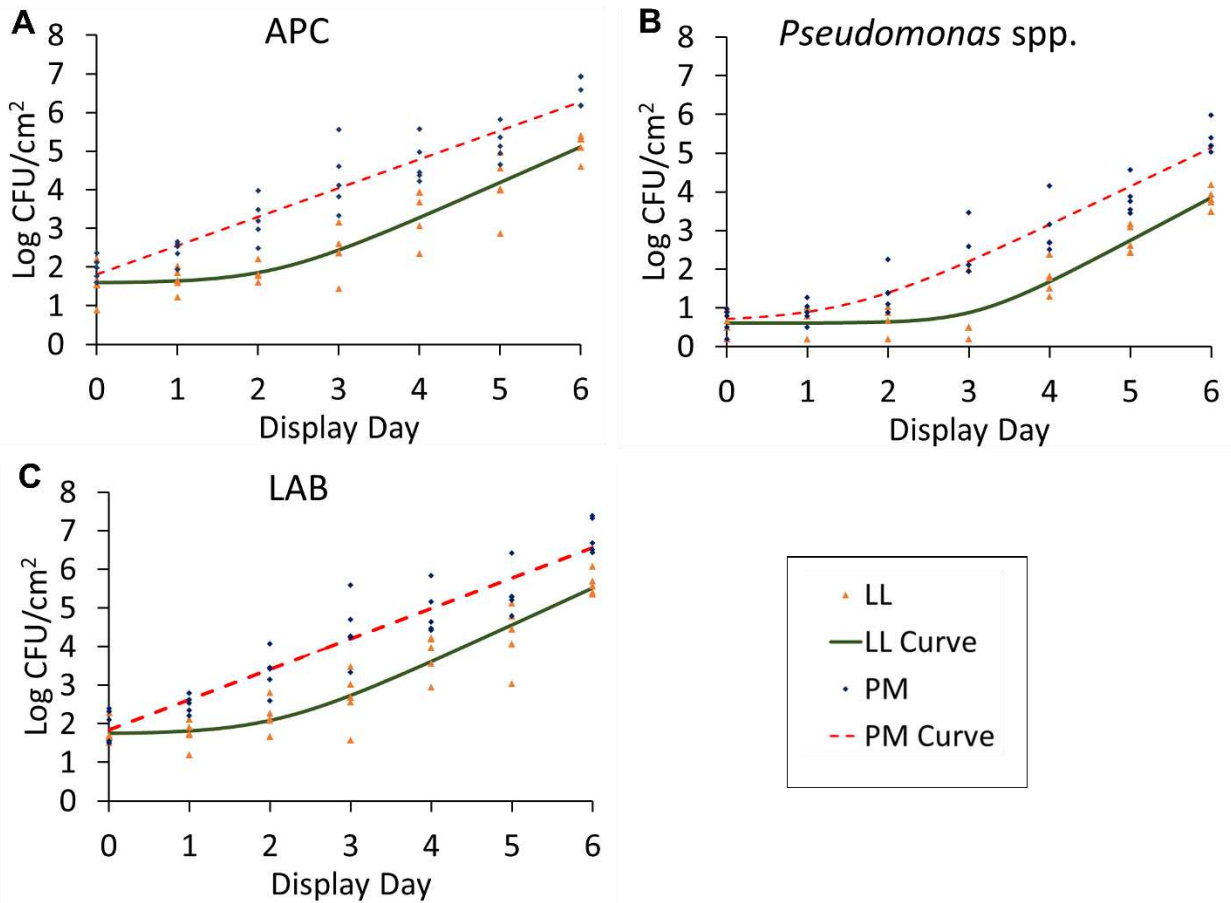 A
APC
8
7
6
5
4
3
2
1
0
Log CFU/cm²
0 1 2 3 4 5 6
Display Day
B
Pseudomonas spp.
8
7
6
5
4
3
2
1
0
Log CFU/cm²
0 1 2 3 4 5 6
Display Day
C
LAB
8
7
6
5
4
3
2
1
0
Log CFU/cm²
0 1 2 3 4 5 6
Display Day
LL
LL Curve
PM
PM Curve